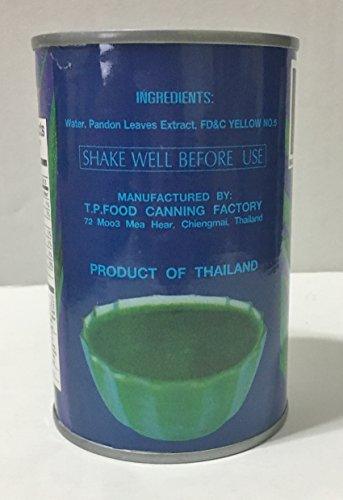 INGREDIENTS:
Water, Pandon Leaves Extract, FD&C YELLOW NO.5
SHAKE WELL BEFORE USE
MANUFACTURED BY:
T.P.FOOD CANNING FACTORY
72 Moo3 Mea Hear, Chiengmai, Thailand
PRODUCT OF THAILAND